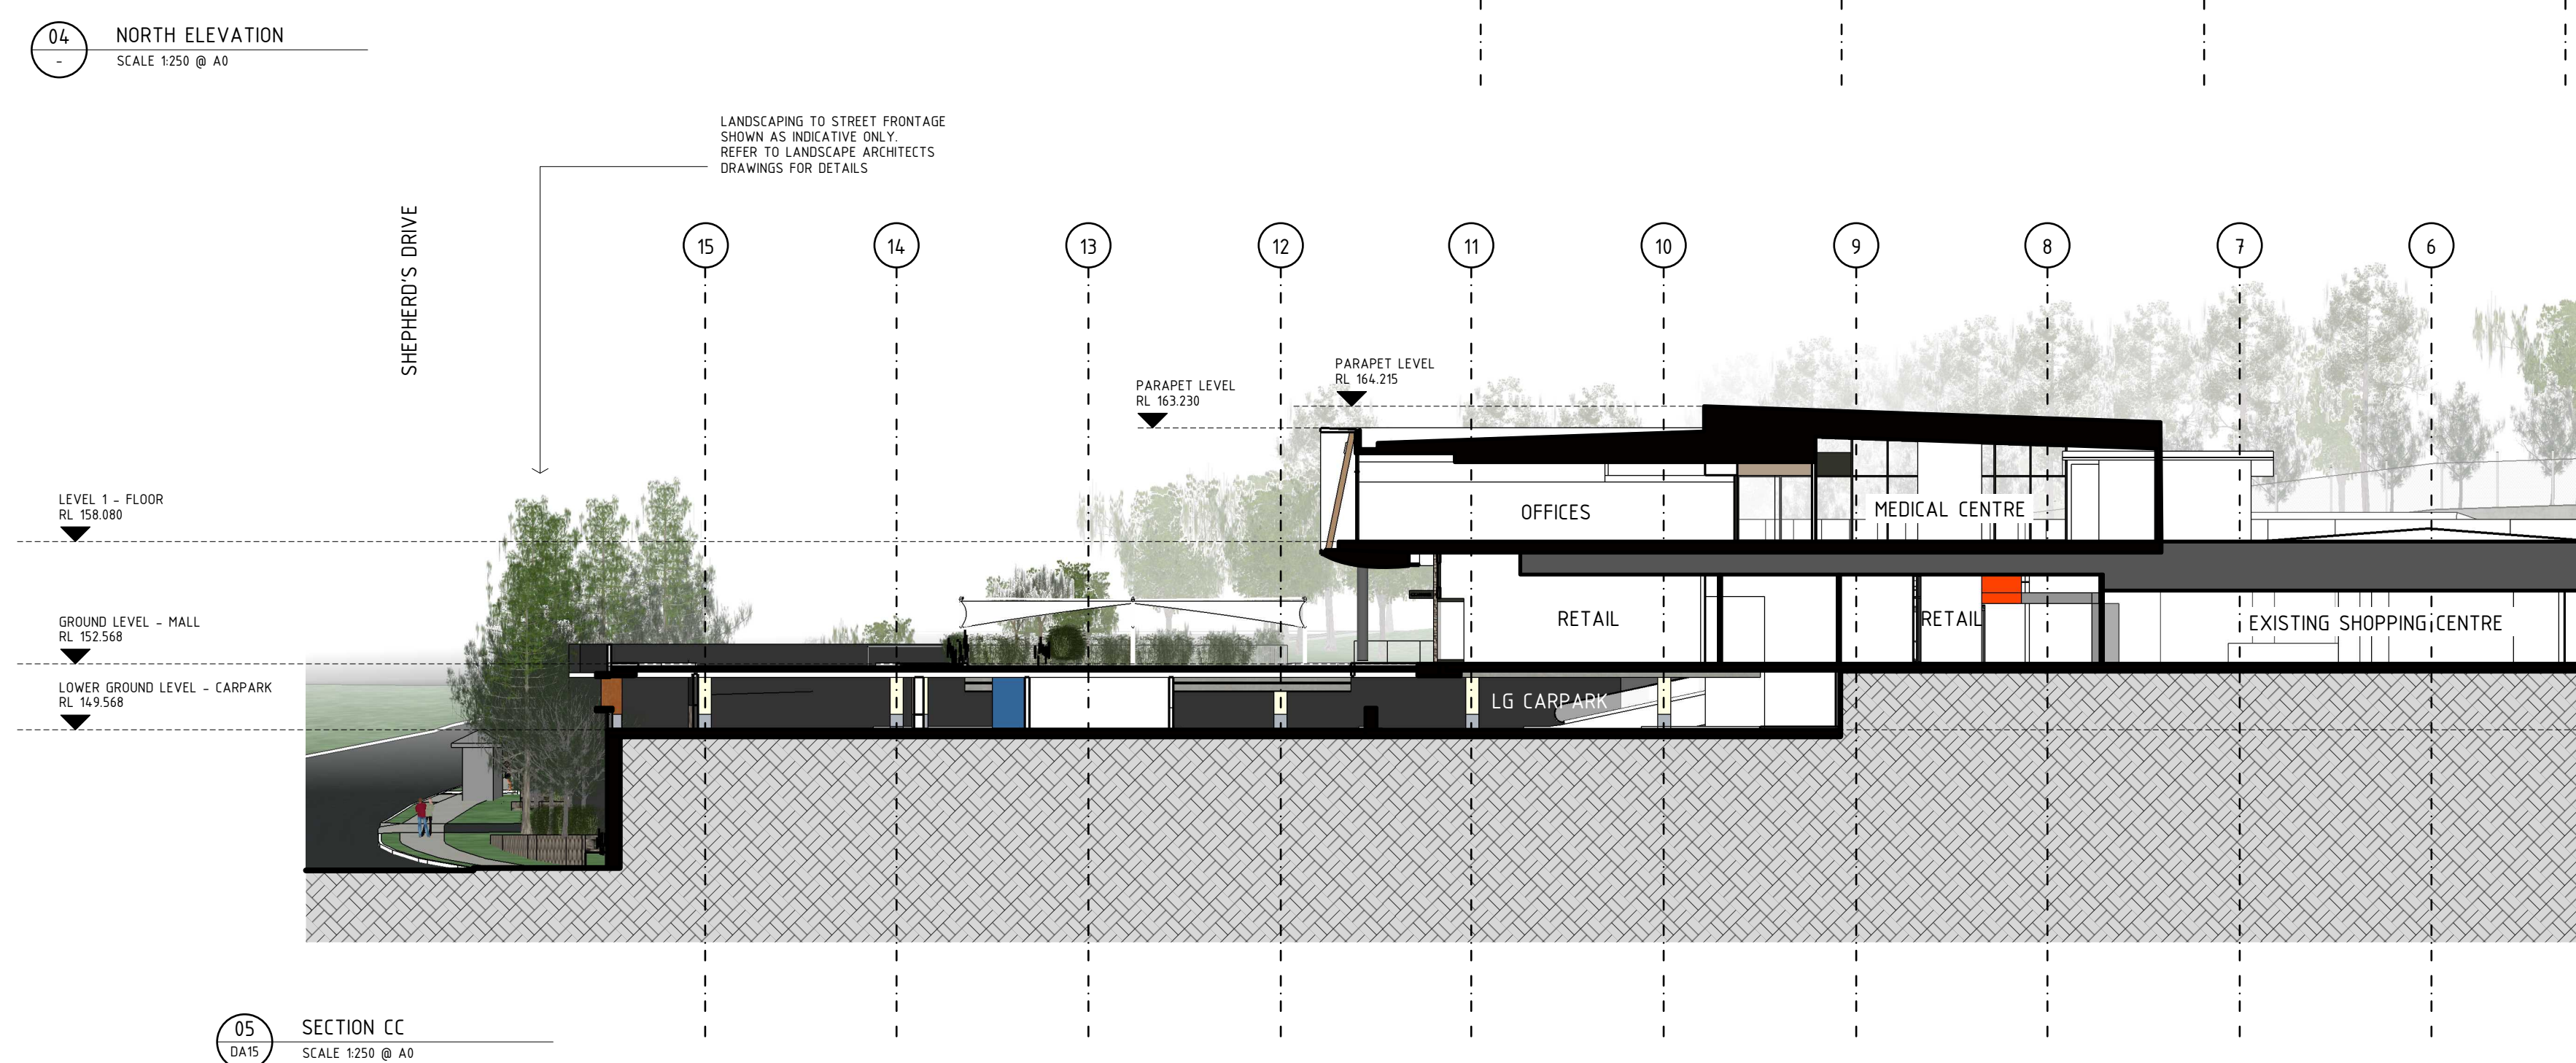 04
NORTH ELEVATION
-
SCALE 1:250 @ A0
LANDSCAPING TO STREET FRONTAGE
SHOWN AS INDICATIVE ONLY.
REFER TO LANDSCAPE ARCHITECTS
DRAWINGS FOR DETAILS
SHEPHERD'S DRIVE
15
14
13
12
11
10
9
8
7
6
PARAPET LEVEL
RL 164.215
PARAPET LEVEL
RL 163.230
LEVEL 1 - FLOOR
RL 158.080
OFFICES
MEDICAL CENTRE
GROUND LEVEL - MALL
RL 152.568
RETAIL
RETAIL
EXISTING SHOPPING CENTRE
LOWER GROUND LEVEL - CARPARK
RL 149.568
LG CARPARK
05
SECTION CC
DA15
SCALE 1:250 @ A0